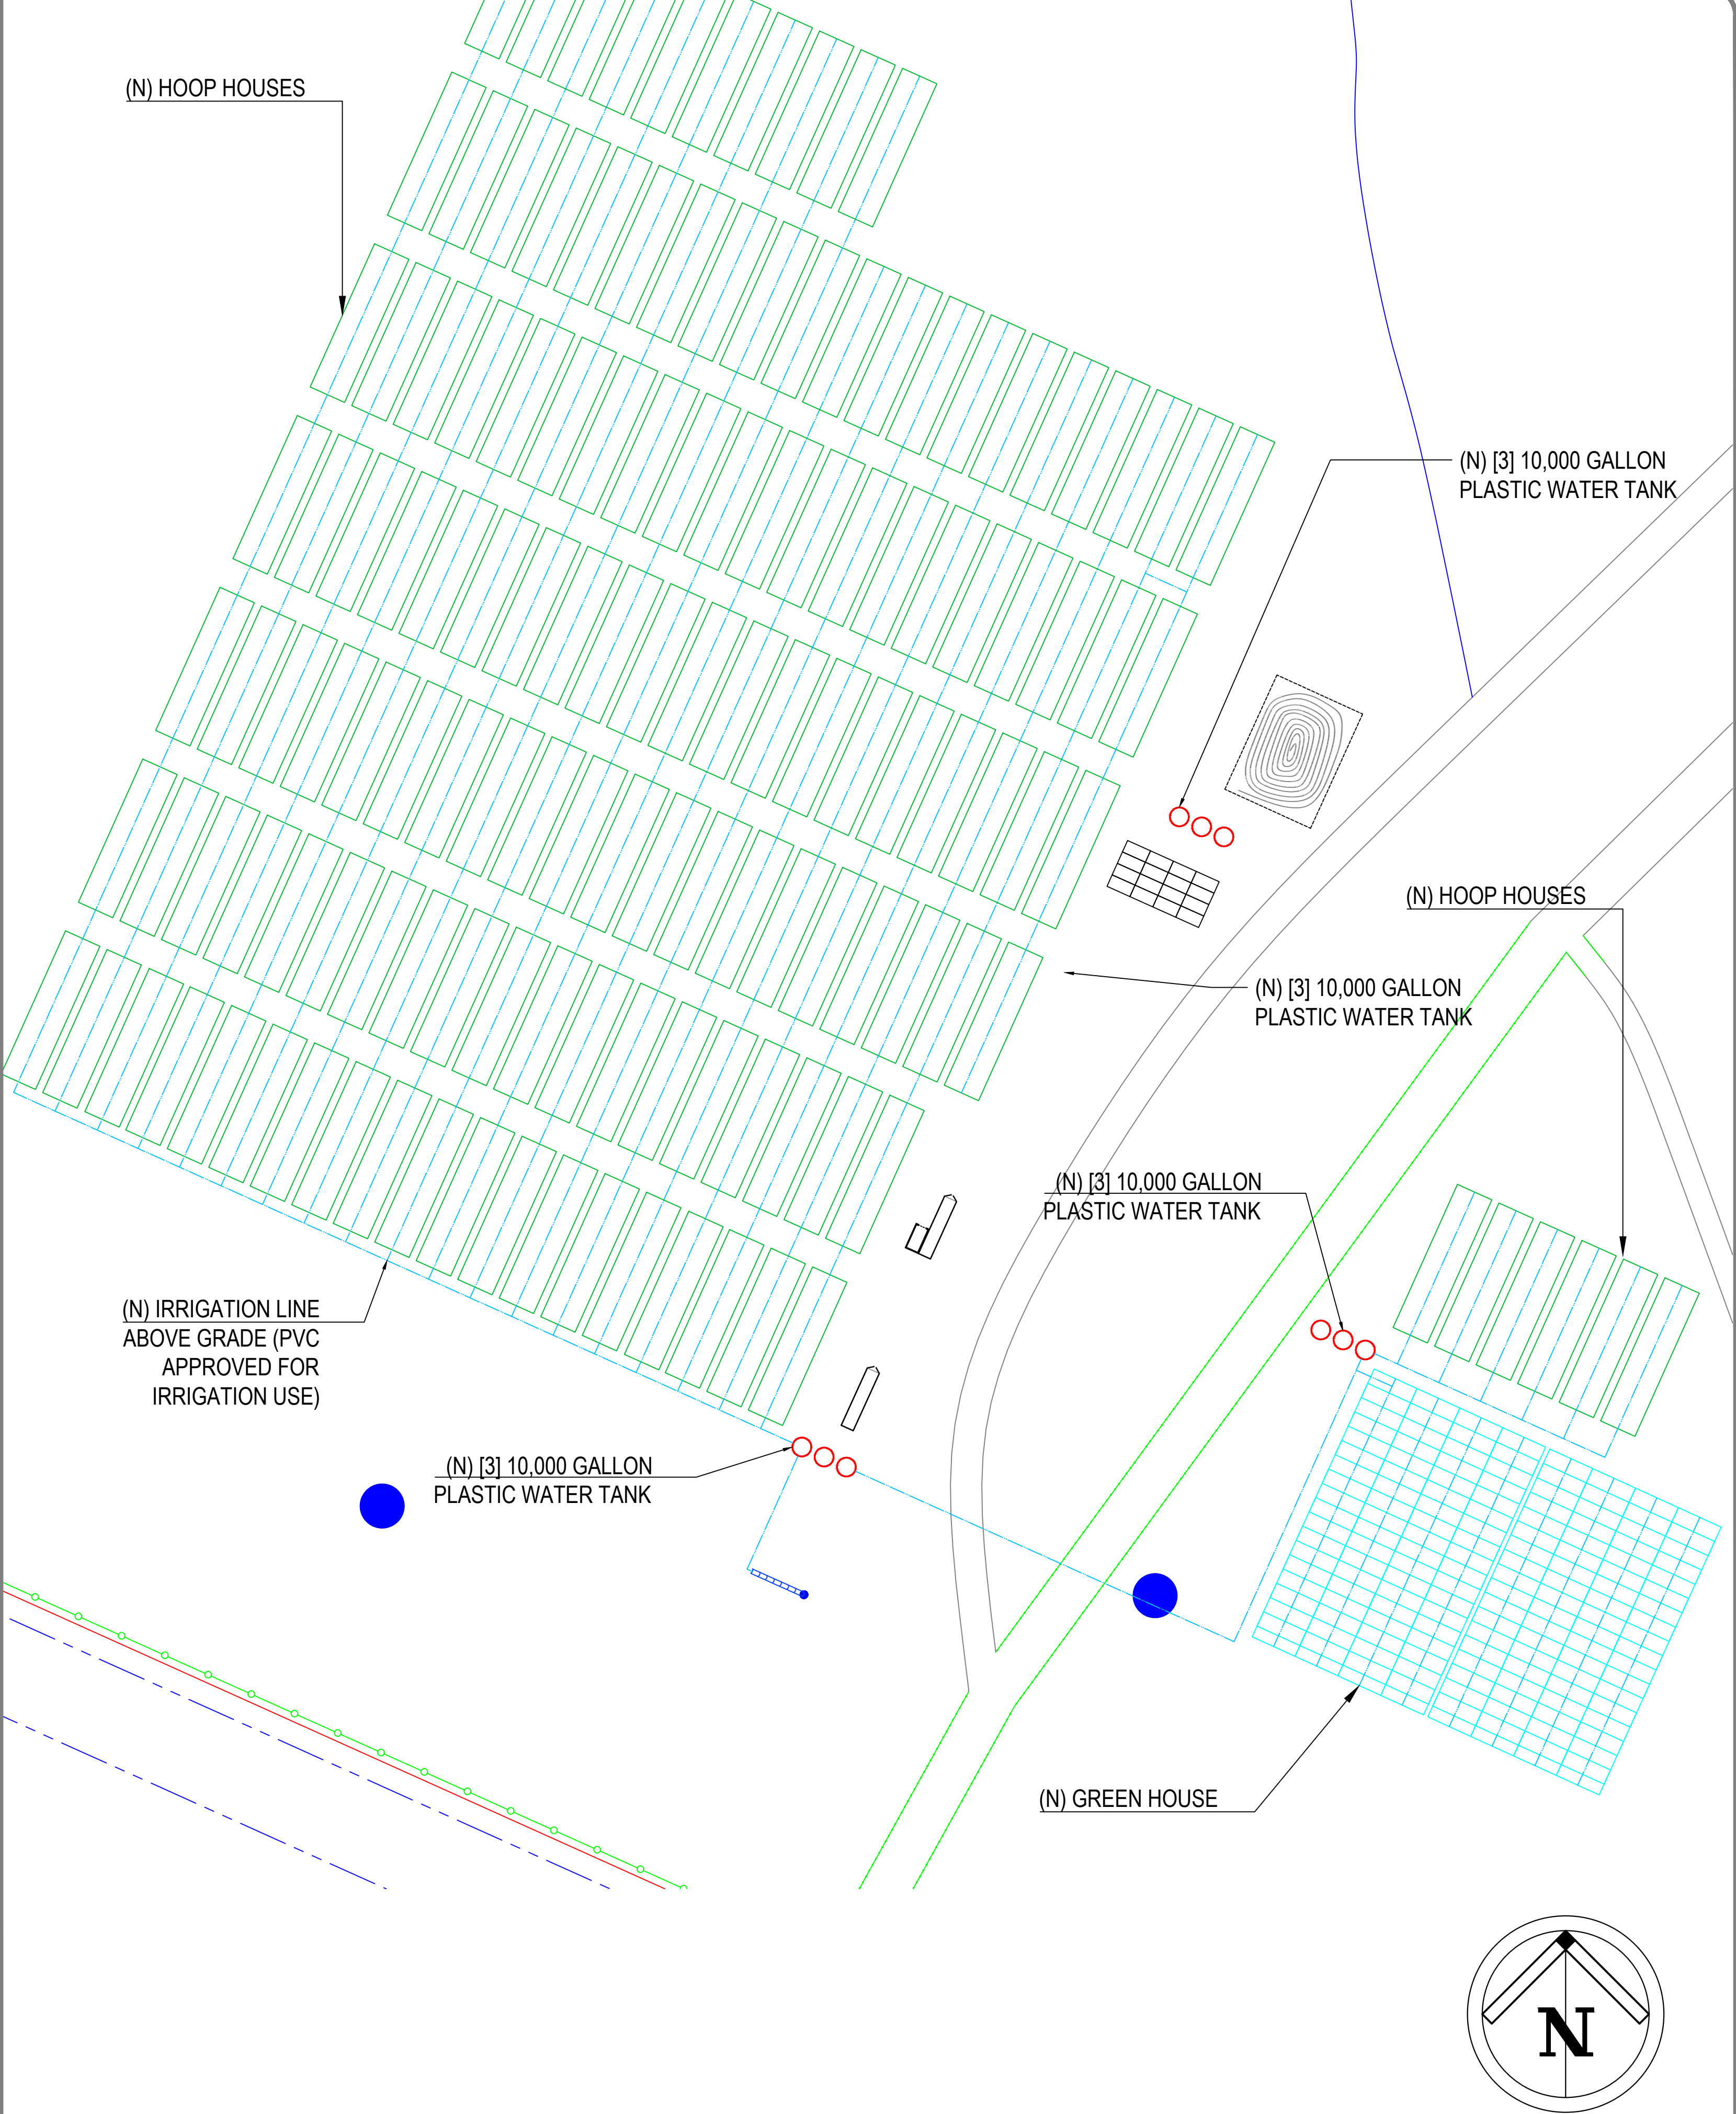 (N) HOOP HOUSES
(N) [3] 10,000 GALLON
PLASTIC WATER TANK
(N) HOOP HOUSES
(N) [3] 10,000 GALLON
PLASTIC WATER TANK
(N) [3] 10,000 GALLON
PLASTIC WATER TANK
(N) IRRIGATION LINE
ABOVE GRADE (PVC
APPROVED FOR
IRRIGATION USE)
(N) [3] 10,000 GALLON
PLASTIC WATER TANK
(N) GREEN HOUSE
N